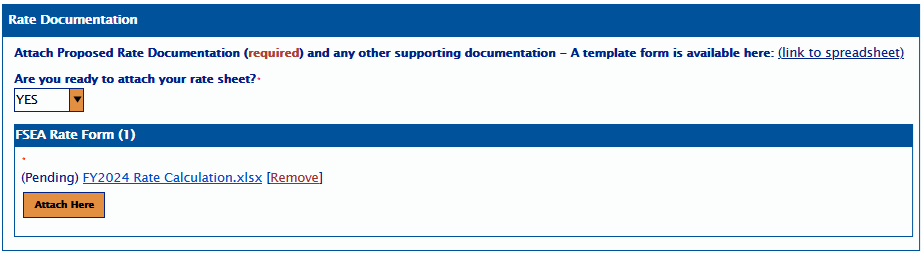 Rate Documentation
Attach Proposed Rate Documentation (required) and any other supporting documentation - A template form is available here: (link to spreadsheet)
Are you ready to attach your rate sheet?*
YES
FSEA Rate Form (1)
*
(Pending) FY2024 Rate Calculation.xlsx [Remove]
Attach Here